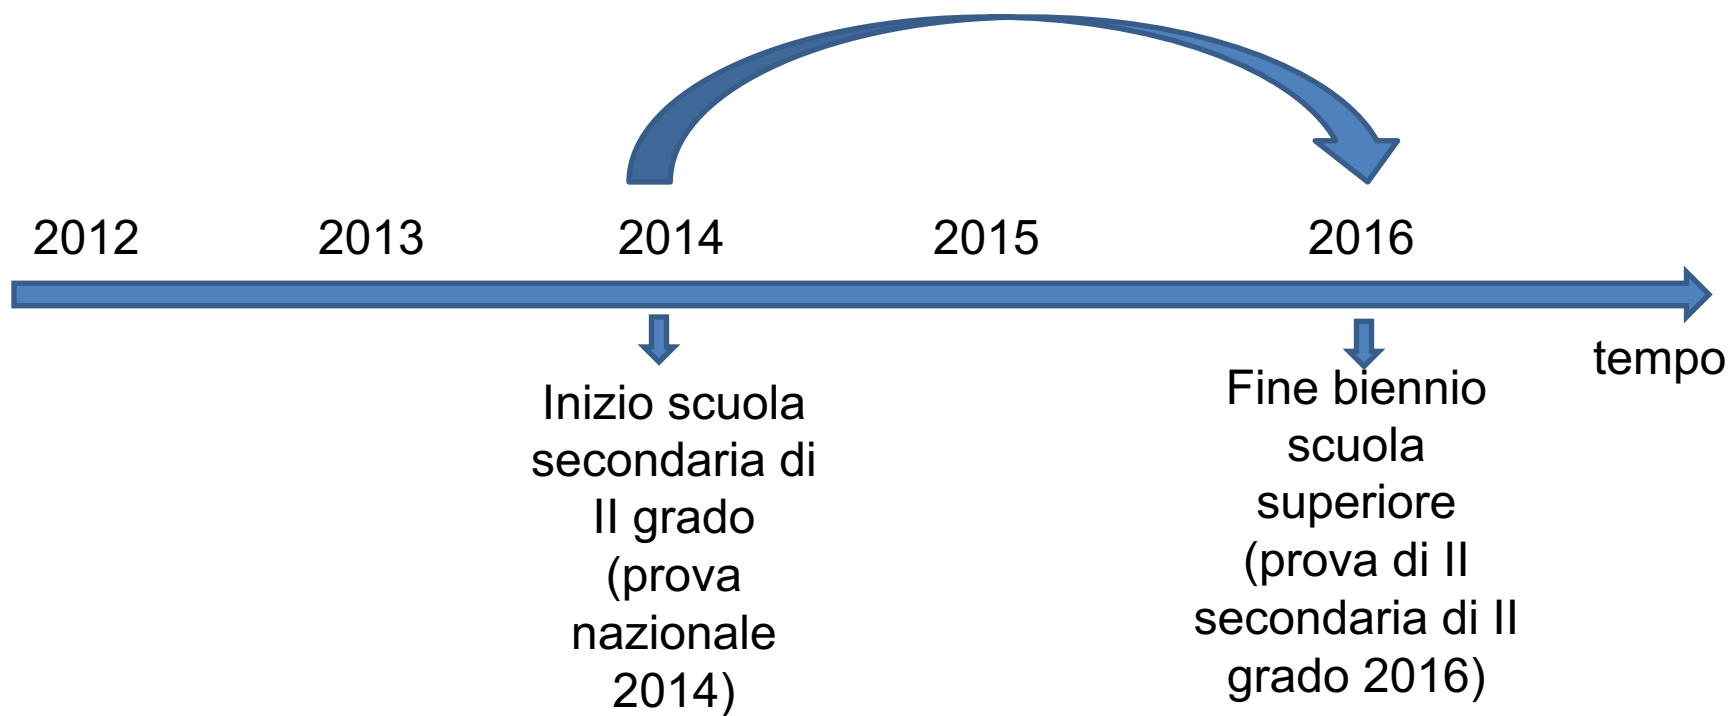 2012 2013 2014 2015 2016
tempo
Inizio scuola
secondaria di
II grado
(prova
nazionale
2014)
Fine biennio
scuola
superiore
(prova di II
secondaria di II
grado 2016)